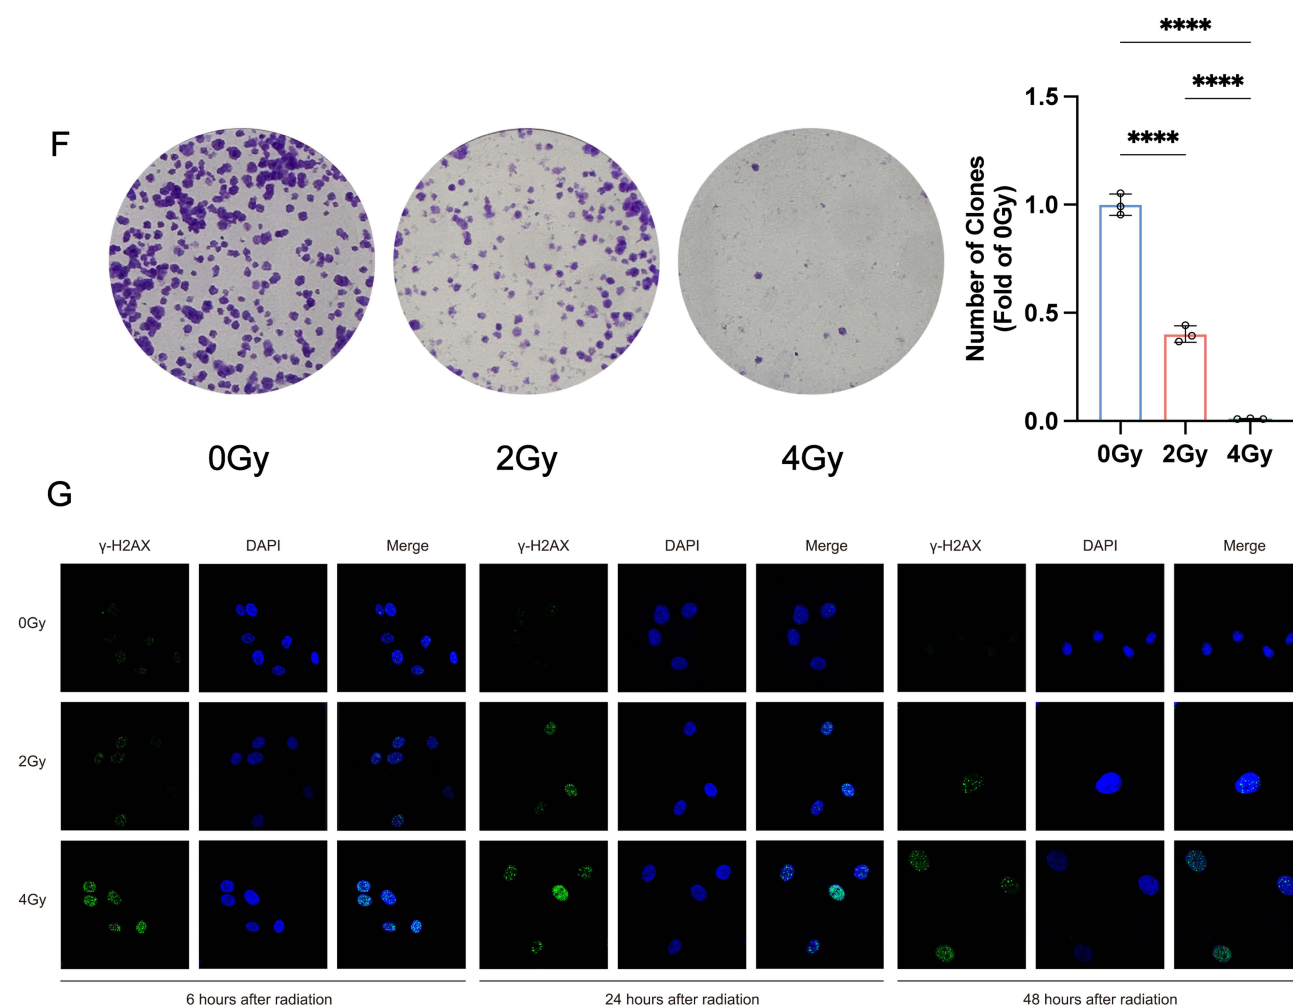 F
0Gy
2Gy
4Gy
****
****
****
Number of Clones
(Fold of 0Gy)
1.5
1.0
0.5
0.0
0Gy 2Gy 4Gy
G
γ-H2AX DAPI Merge γ-H2AX DAPI Merge γ-H2AX DAPI Merge
0Gy
2Gy
4Gy
6 hours after radiation 24 hours after radiation 48 hours after radiation